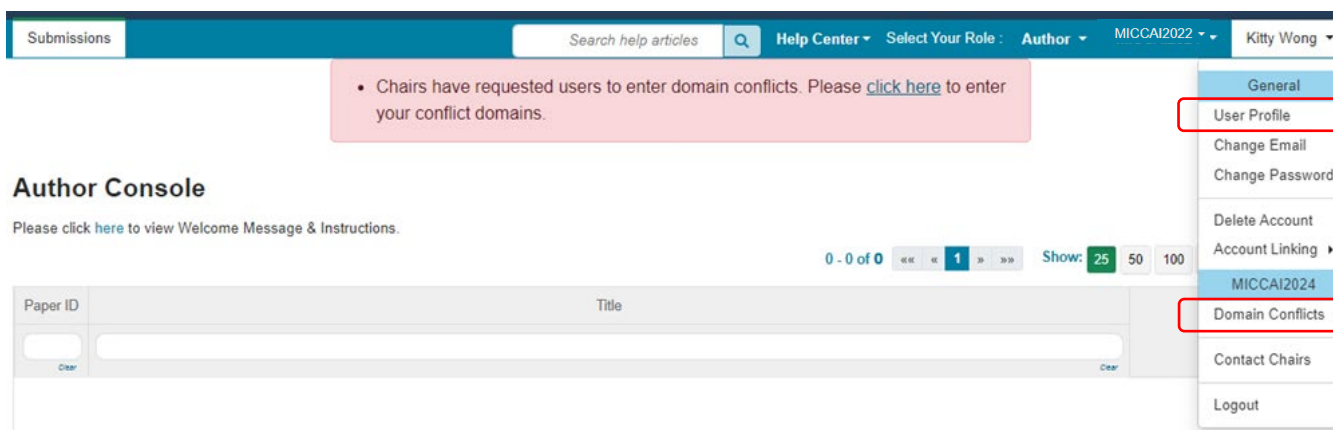 Submissions
Search help articles
Help Center
Select Your Role :
Author
MICCAI2022
Kitty Wong
• Chairs have requested users to enter domain conflicts. Please click here to enter
your conflict domains.
General
User Profile
Change Email
Change Password
Delete Account
Account Linking
MICCAI2024
Domain Conflicts
Contact Chairs
Logout
Author Console
Please click here to view Welcome Message & Instructions.
0 - 0 of 0 «« « 1 » »» Show: 25 50 100
Paper ID
Title
Clear
Clear